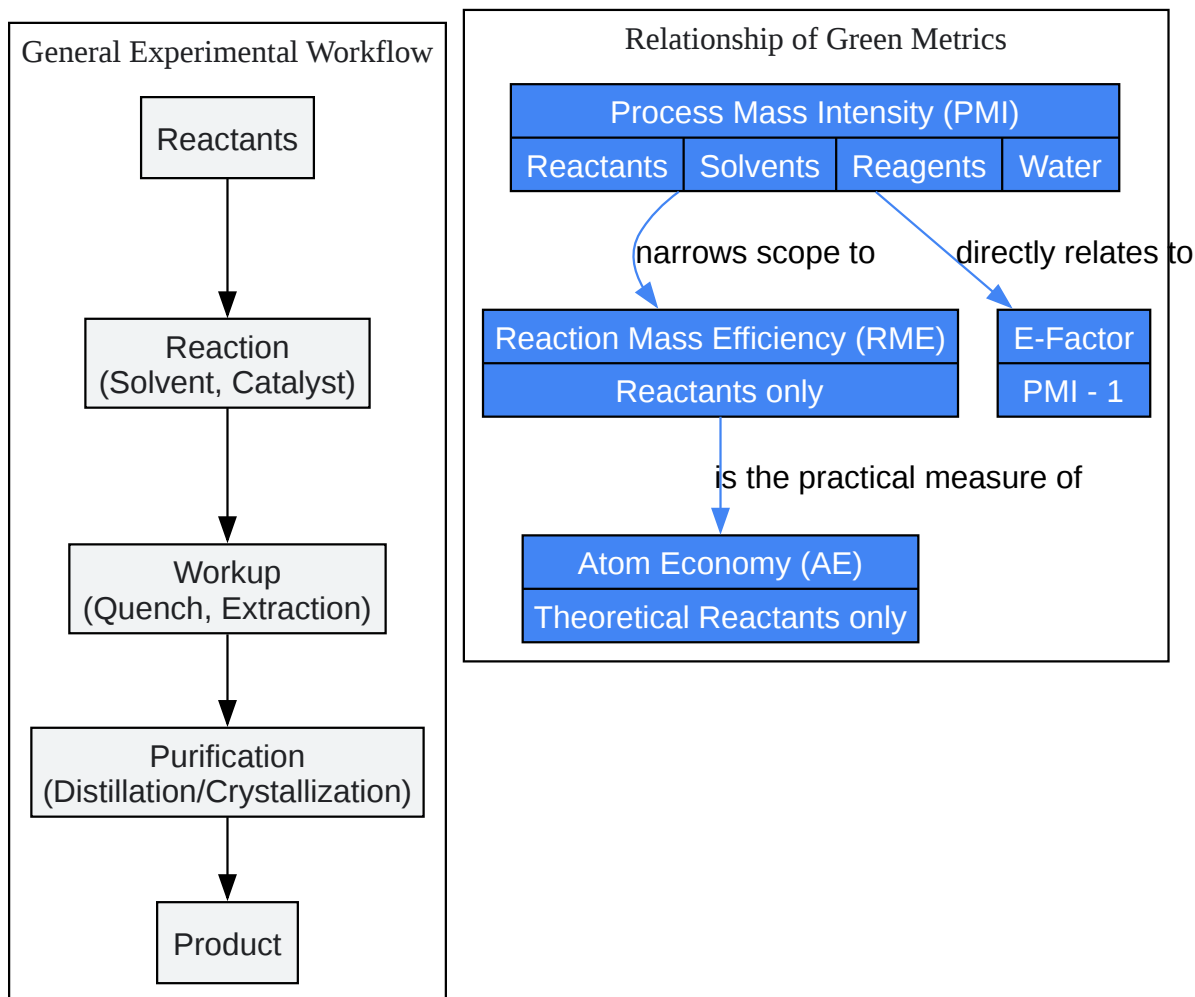 General Experimental Workflow
Reactants
Reaction
(Solvent, Catalyst)
Workup
(Quench, Extraction)
Purification
(Distillation/Crystallization)
Product
Relationship of Green Metrics
Process Mass Intensity (PMI)
Reactants Solvents Reagents Water
narrows scope to
directly relates to
Reaction Mass Efficiency (RME)
Reactants only
E-Factor
PMI - 1
is the practical measure of
Atom Economy (AE)
Theoretical Reactants only